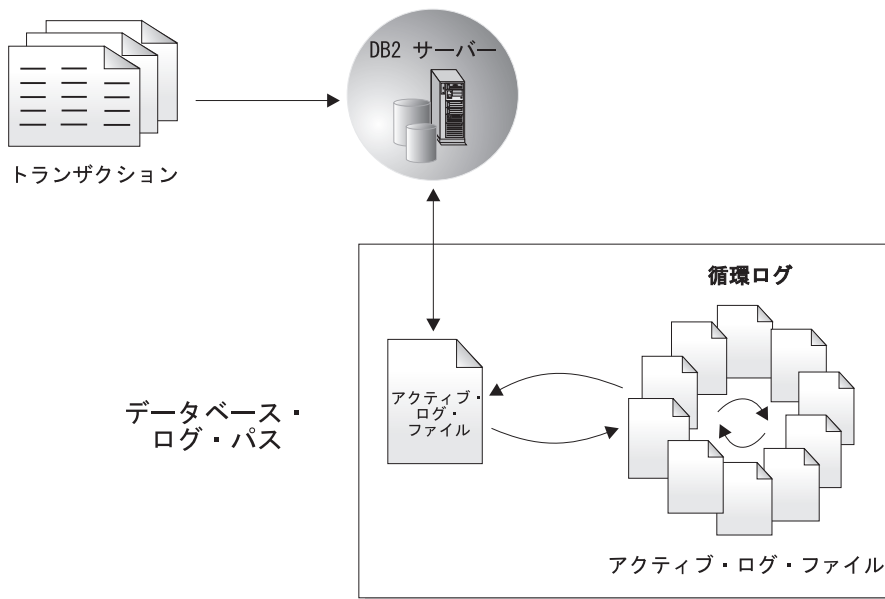 DB2 サーバー
トランザクション
循環ログ
アクティブ・
ログ・
ファイル
データベース・
ログ・パス
アクティブ・ログ・ファイル